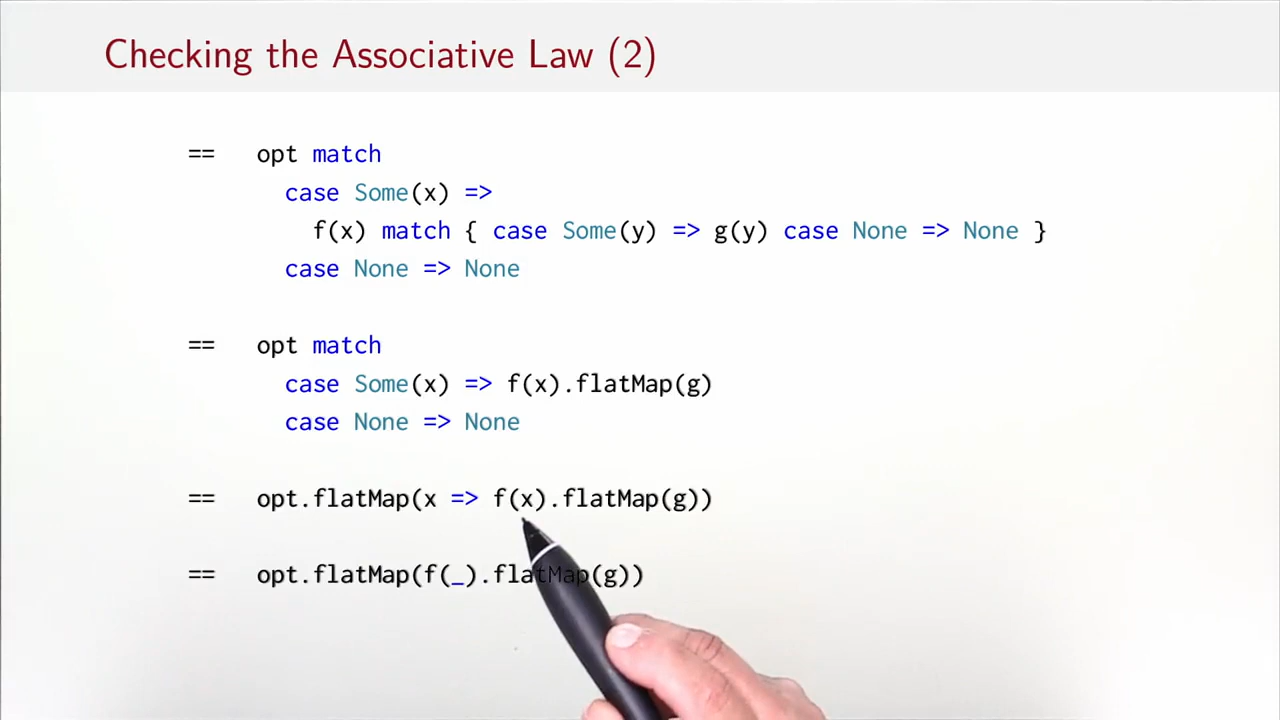 Checking the Associative Law (2)
== opt match
case Some(x) =>
f(x) match { case Some(y) => g(y) case None => None }
case None => None
== opt match
case Some(x) => f(x).flatMap(g)
case None => None
== opt.flatMap(x => f(x).flatMap(g))
== opt.flatMap(f(_).flatMap(g))